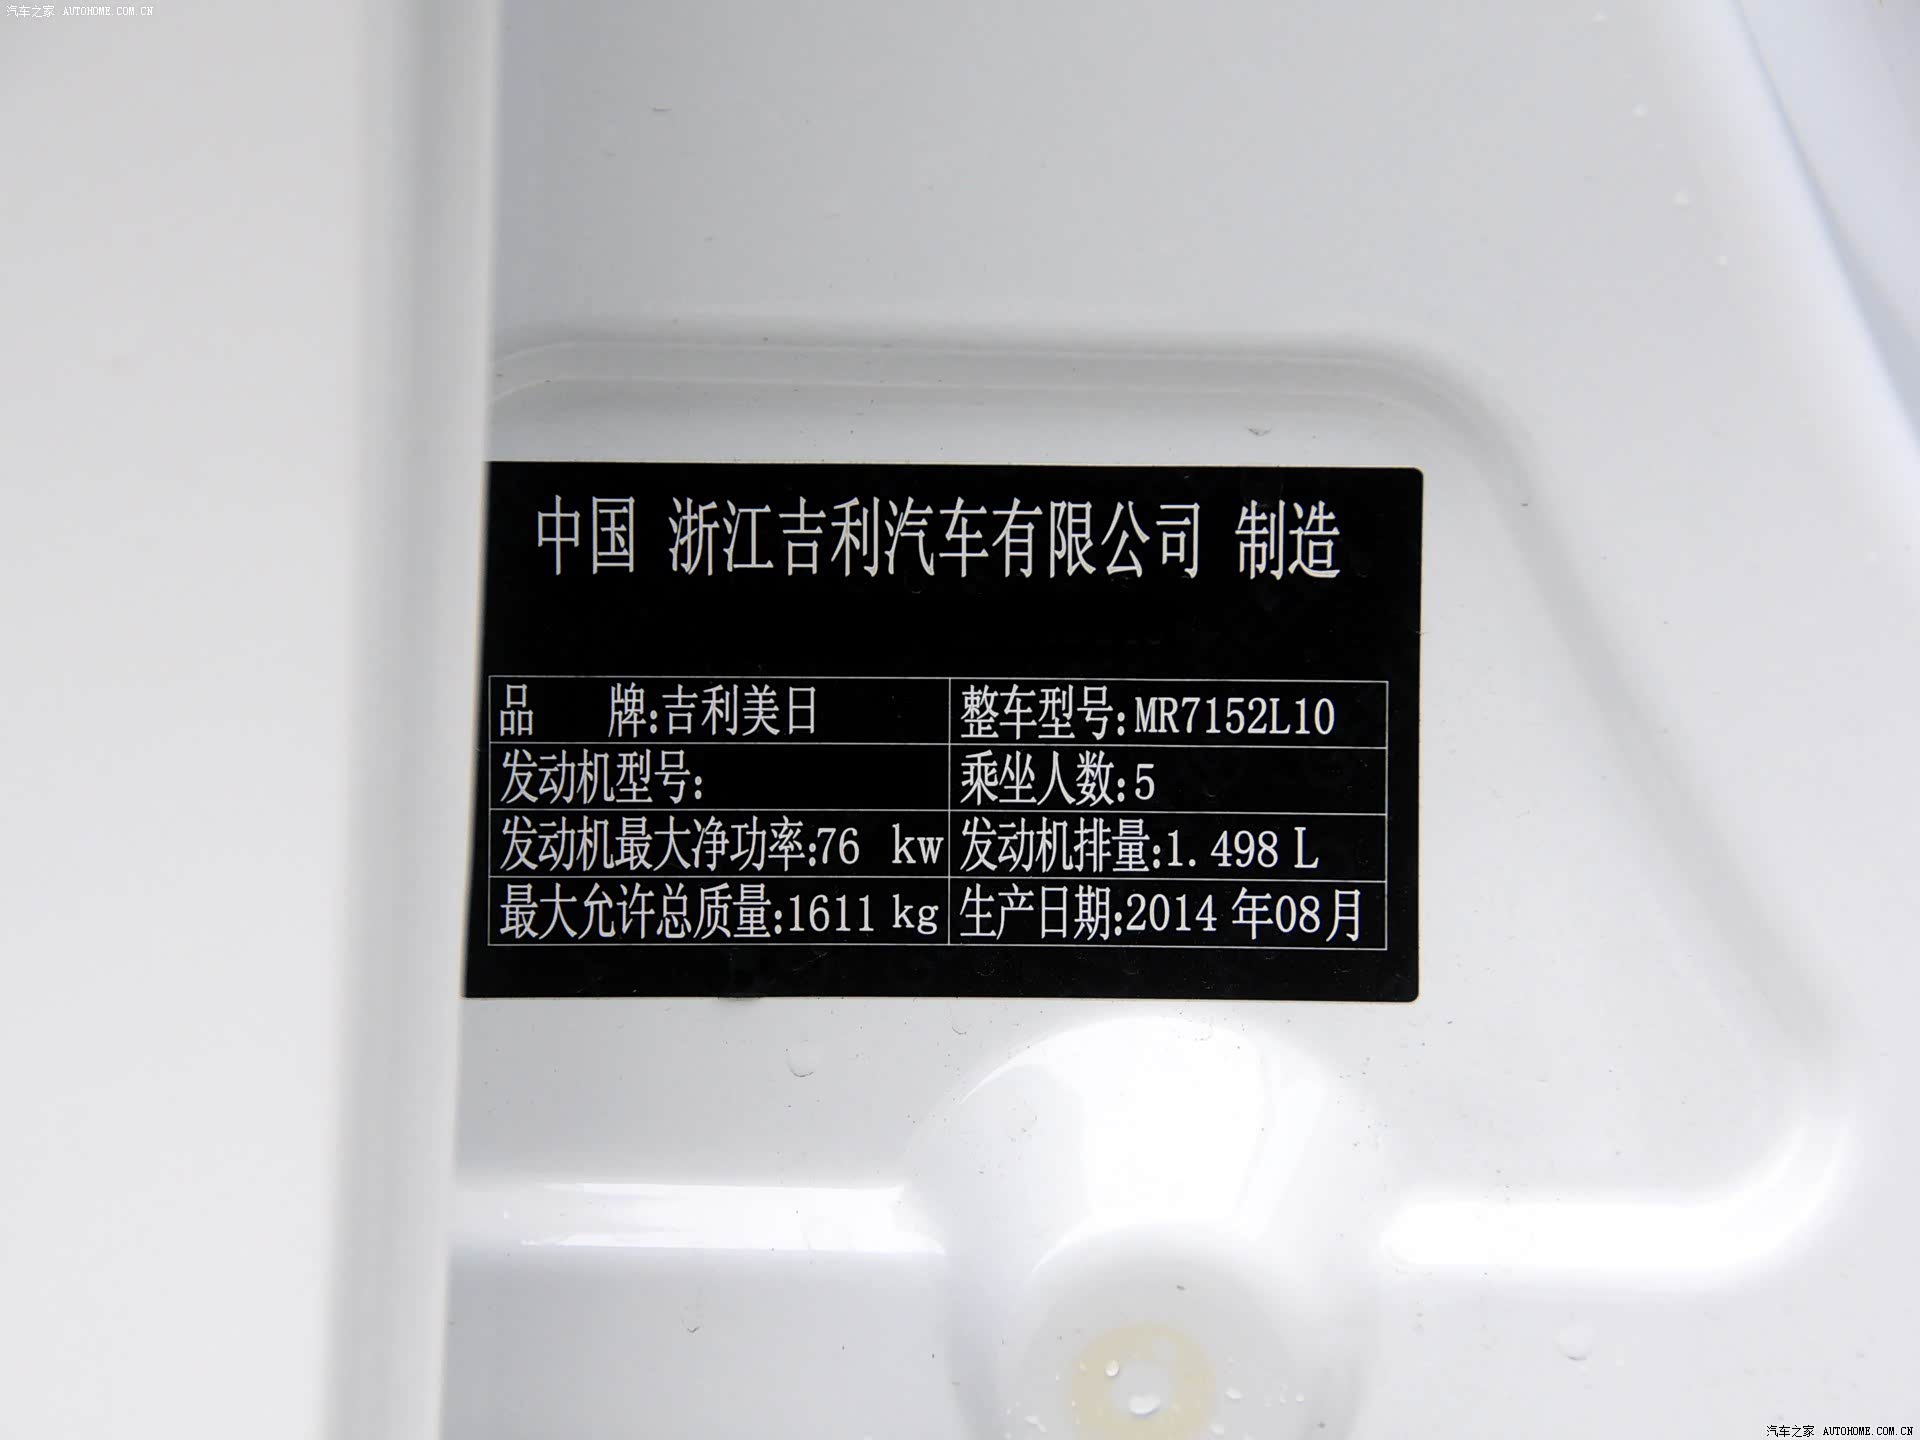 汽车之家 AUTOHOME.COM.CN
中国 浙江吉利汽车有限公司 制造
品 牌:吉利美日 整车型号:MR7152L10
发动机型号: 乘坐人数:5
发动机最大净功率:76 kw 发动机排量:1.498 L
最大允许总质量:1611 kg 生产日期:2014 年08月
汽车之家 AUTOHOME.COM.CN